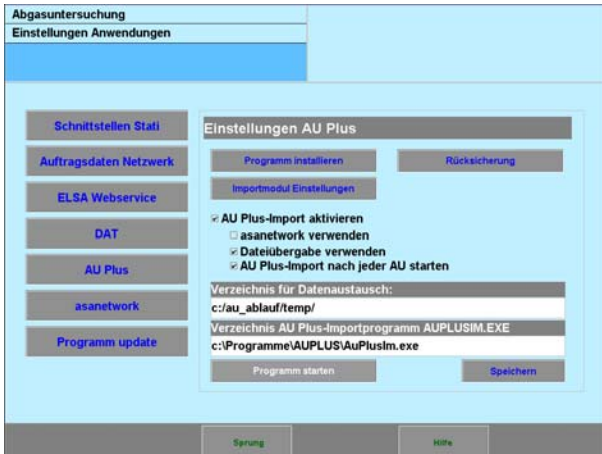 Abgasuntersuchung
Einstellungen Anwendungen
Schnittstellen Stati
Auftragsdaten Netzwerk
ELSA Webservice
DAT
AU Plus
asanetwork
Programm update
Einstellungen AU Plus
Programm installieren
Rücksicherung
Importmodul Einstellungen
AU Plus-Import aktivieren
asanetwork verwenden
Dateiübergabe verwenden
AU Plus-Import nach jeder AU starten
Verzeichnis für Datenaustausch:
c:/au_ablauf/temp/
Verzeichnis AU Plus-Importprogramm AUPLUSIM.EXE
c:\Programme\AUPLUS\AuPlusIm.exe
Programm starten
Speichern
Sprung
Hilfe